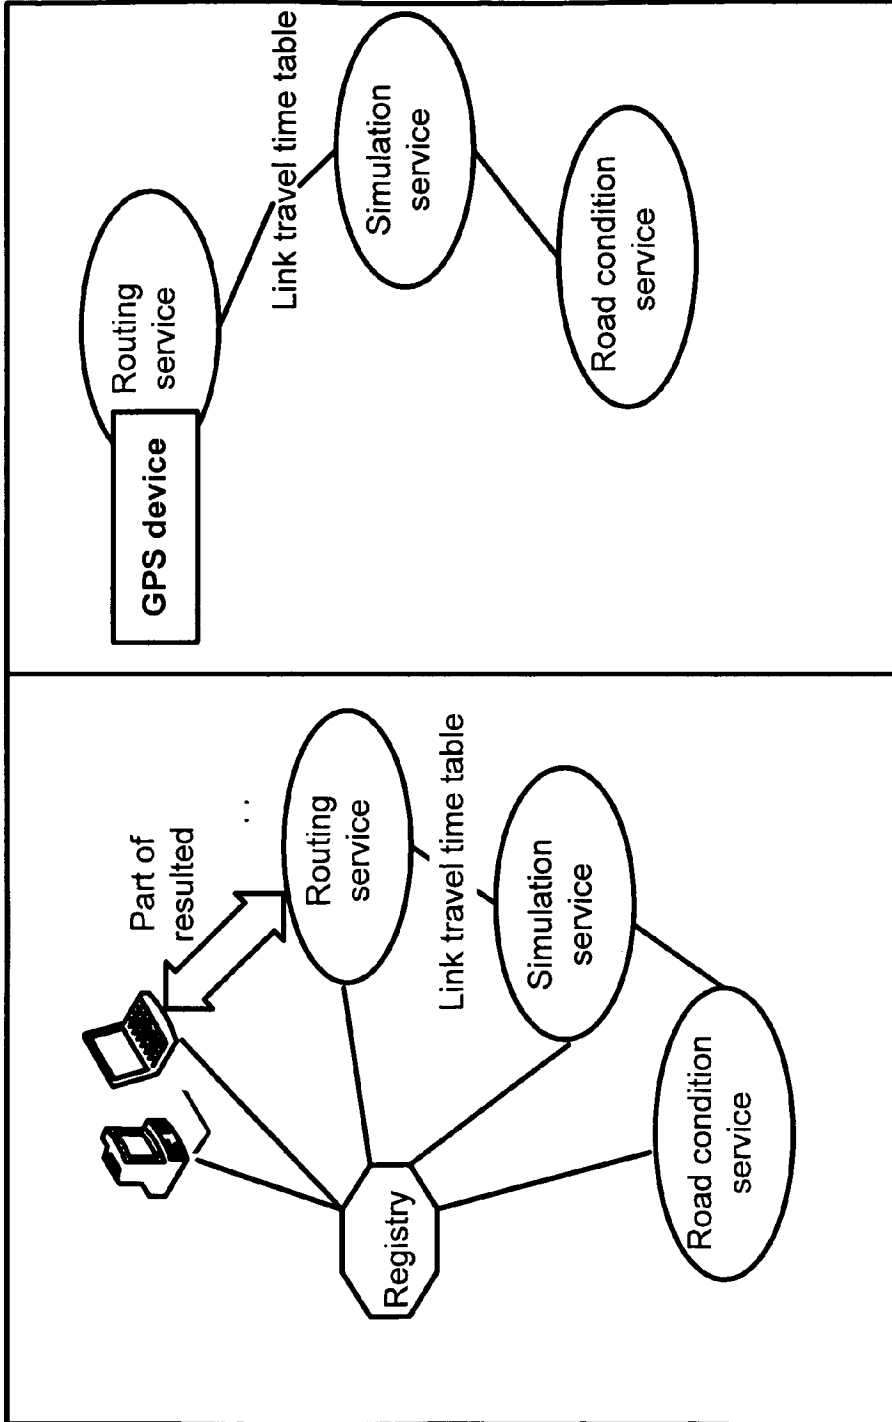 Part of
resulted
Routing
service
Link travel time table
Simulation
service
Registry
Road condition
service
GPS device
Routing
service
Link travel time table
Simulation
service
Road condition
service